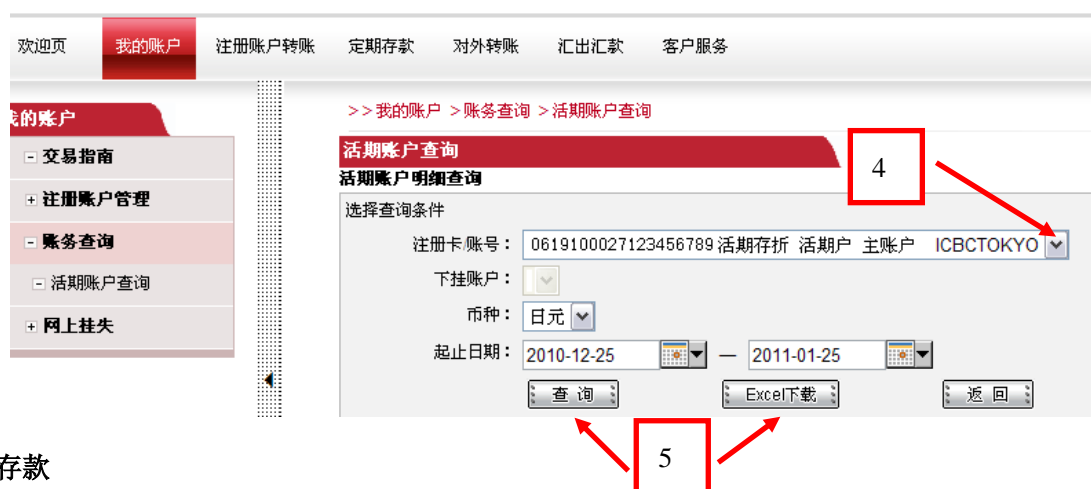 欢迎页 我的账户 注册账户转账 定期存款 对外转账 汇出汇款 客户服务
的账户
- 交易指南
+ 注册账户管理
- 账务查询
- 活期账户查询
+ 网上挂失
>>我的账户 >账务查询 >活期账户查询
活期账户查询
活期账户明细查询
选择查询条件
注册卡/账号： 0619100027123456789 活期存折 活期户 主账户 ICBCTOKYO
下挂账户：
币种： 日元
起止日期： 2010-12-25 — 2011-01-25
查 询 Excel下载 返 回
4
5
存款